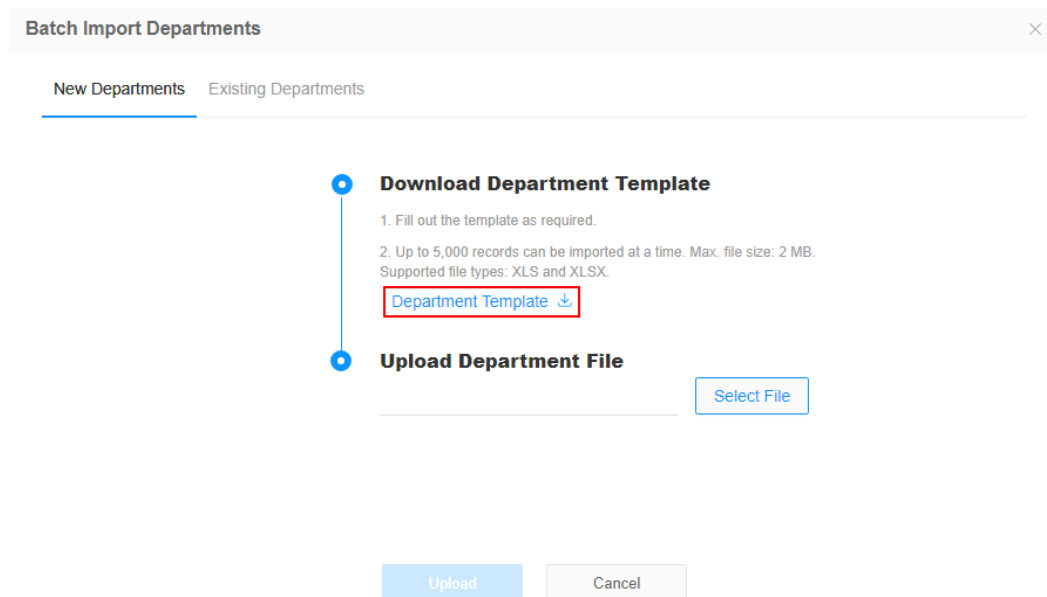 Batch Import Departments
New Departments Existing Departments
Download Department Template
1. Fill out the template as required.
2. Up to 5,000 records can be imported at a time. Max. file size: 2 MB.
Supported file types: XLS and XLSX.
Department Template
Upload Department File
Select File
Upload Cancel